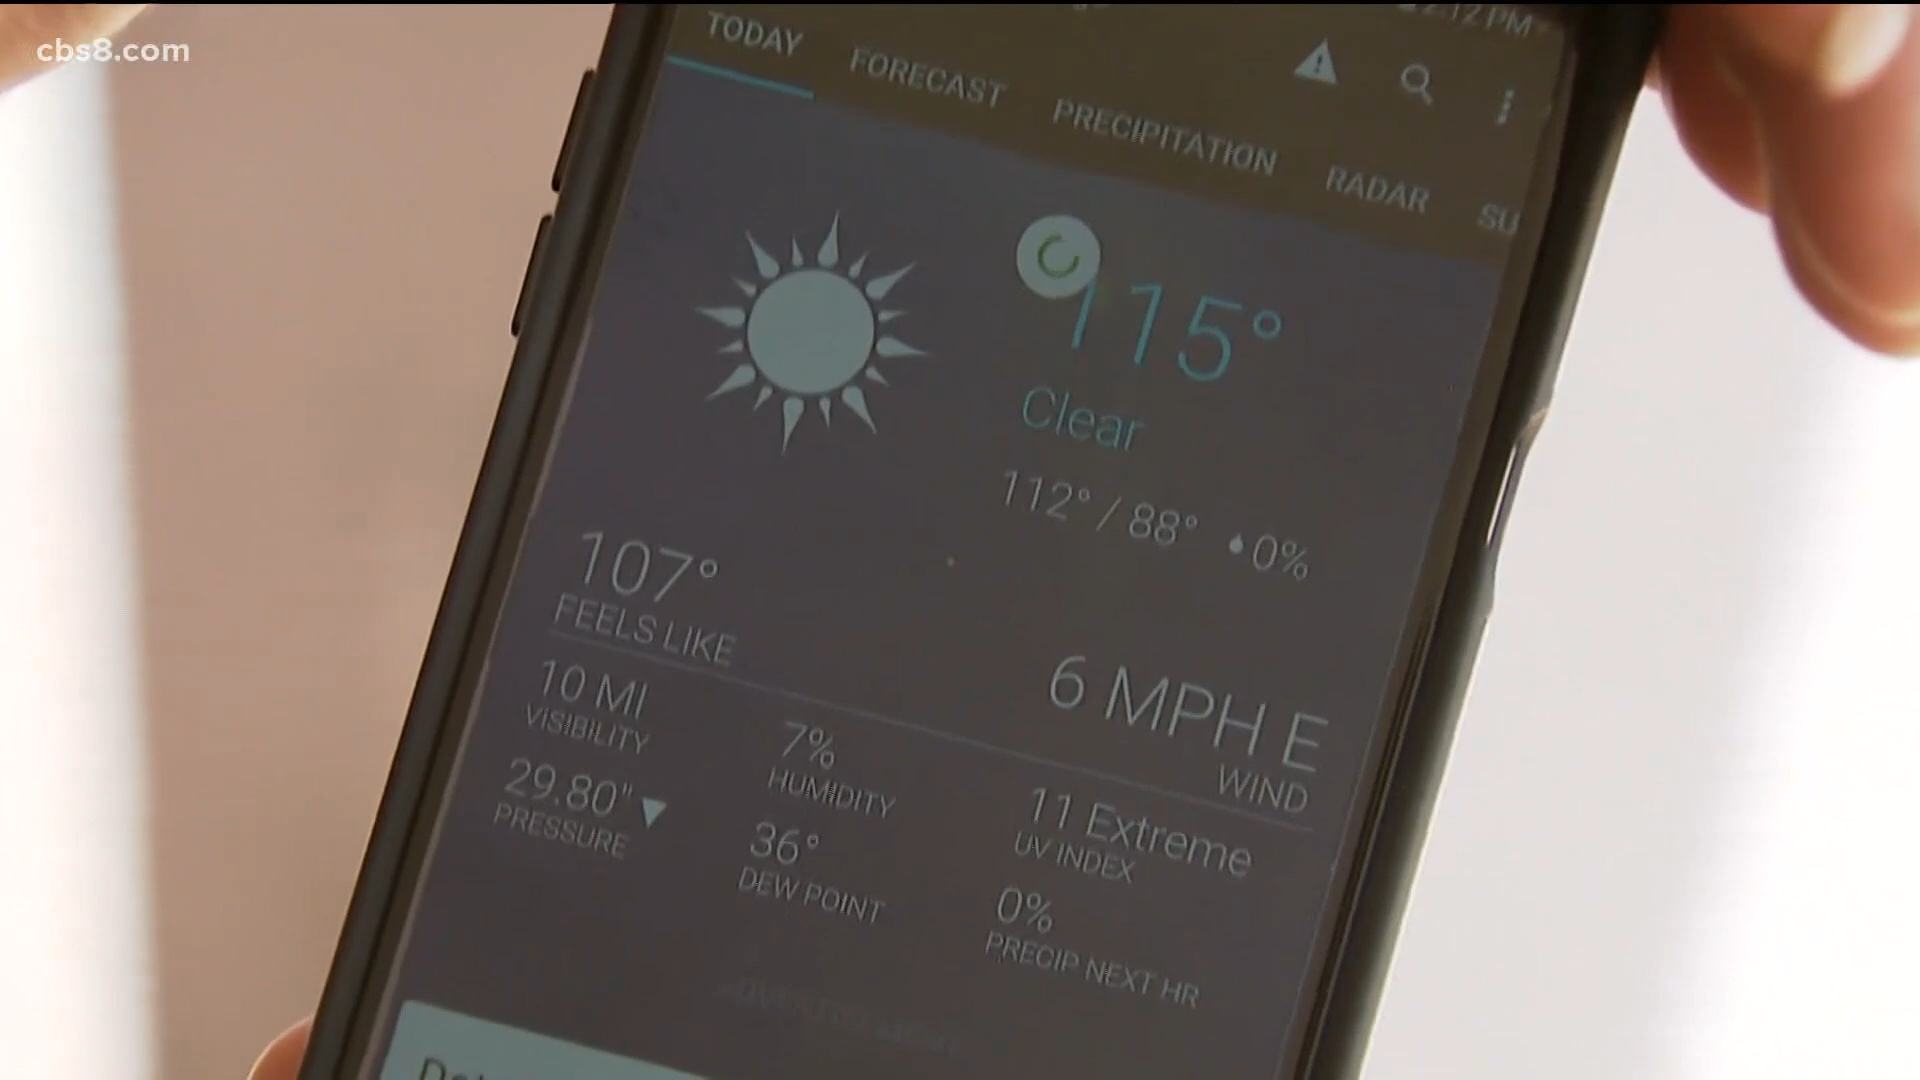 cbs8.com
TODAY FORECAST PRECIPITATION RADAR SU
115°
Clear
112° / 88° 0%
107°
FEELS LIKE
6 MPH E
WIND
10 MI
VISIBILITY
7%
HUMIDITY
11 Extreme
UV INDEX
29.80"
PRESSURE
36°
DEW POINT
0%
PRECIP NEXT HR